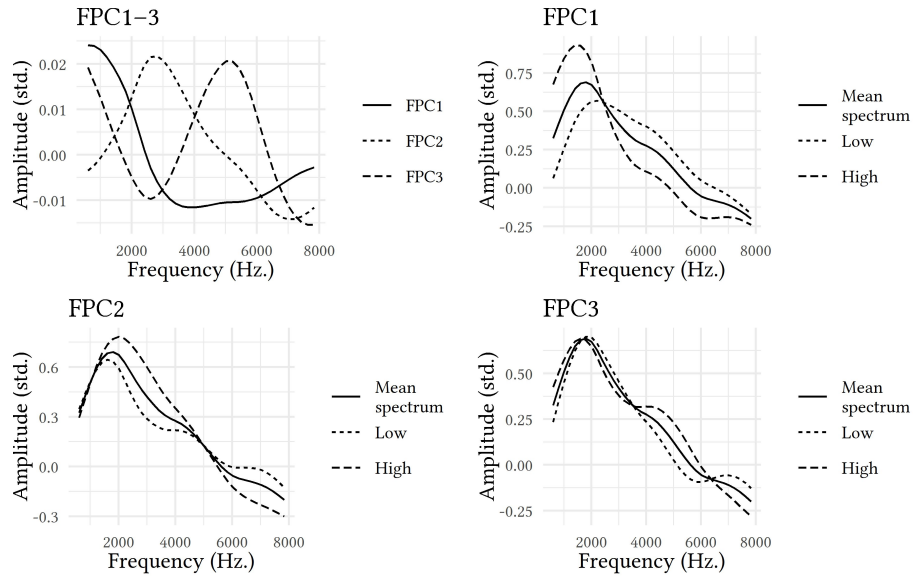 FPC1−3
Amplitude (std.)
0.02
0.01
0.00
−0.01
2000 4000 6000 8000
Frequency (Hz.)
FPC1
FPC2
FPC3
FPC1
Amplitude (std.)
0.75
0.50
0.25
0.00
−0.25
2000 4000 6000 8000
Frequency (Hz.)
Mean
spectrum
Low
High
FPC2
Amplitude (std.)
0.6
0.3
0.0
−0.3
2000 4000 6000 8000
Frequency (Hz.)
Mean
spectrum
Low
High
FPC3
Amplitude (std.)
0.50
0.25
0.00
−0.25
2000 4000 6000 8000
Frequency (Hz.)
Mean
spectrum
Low
High